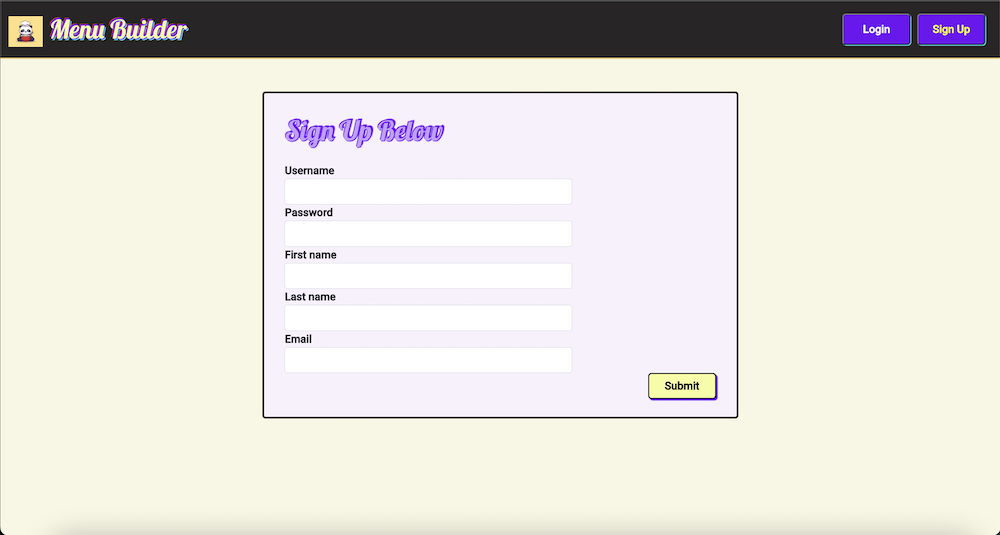 Menu Builder
Login
Sign Up
Sign Up Below
Username
Password
First name
Last name
Email
Submit